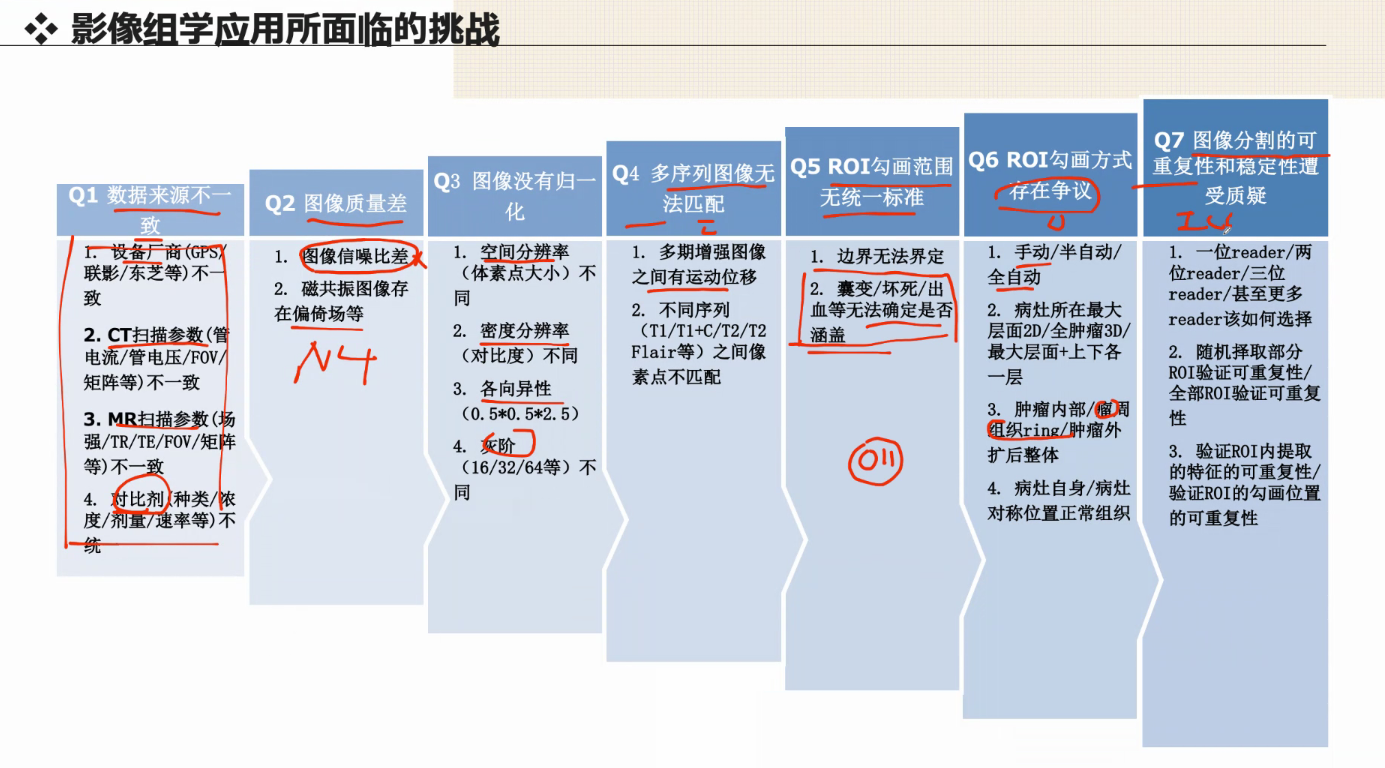 影像组学应用所面临的挑战
Q1 数据来源不一
致
1. 设备厂商(GPS/
联影/东芝等)不一
致
2. CT扫描参数(管
电流/管电压/FOV/
矩阵等)不一致
3. MR扫描参数(场
强/TR/TE/FOV/矩阵
等)不一致
4. 对比剂(种类/浓
度/剂量/速率等)不
统
Q2 图像质量差
1. 图像信噪比差
2. 磁共振图像存
在偏倚场等
N4
Q3 图像没有归一
化
1. 空间分辨率
（体素点大小）不
同
2. 密度分辨率
（对比度）不同
3. 各向异性
（0.5*0.5*2.5）
4. 灰阶
（16/32/64等）不
同
Q4 多序列图像无
法匹配
1. 多期增强图像
之间有运动位移
2. 不同序列
（T1/T1+C/T2/T2
Flair等）之间像
素点不匹配
Q5 ROI勾画范围
无统一标准
1. 边界无法界定
2. 囊变/坏死/出
血等无法确定是否
涵盖
Q6 ROI勾画方式
存在争议
1. 手动/半自动/
全自动
2. 病灶所在最大
层面2D/全肿瘤3D/
最大层面+上下各
一层
3. 肿瘤内部/瘤周
组织ring/肿瘤外
扩后整体
4. 病灶自身/病灶
对称位置正常组织
Q7 图像分割的可
重复性和稳定性遭
受质疑
1. 一位reader/两
位reader/三位
reader/甚至更多
reader该如何选择
2. 随机择取部分
ROI验证可重复性/
全部ROI验证可重复
性
3. 验证ROI内提取
的特征的可重复性/
验证ROI的勾画位置
的可重复性